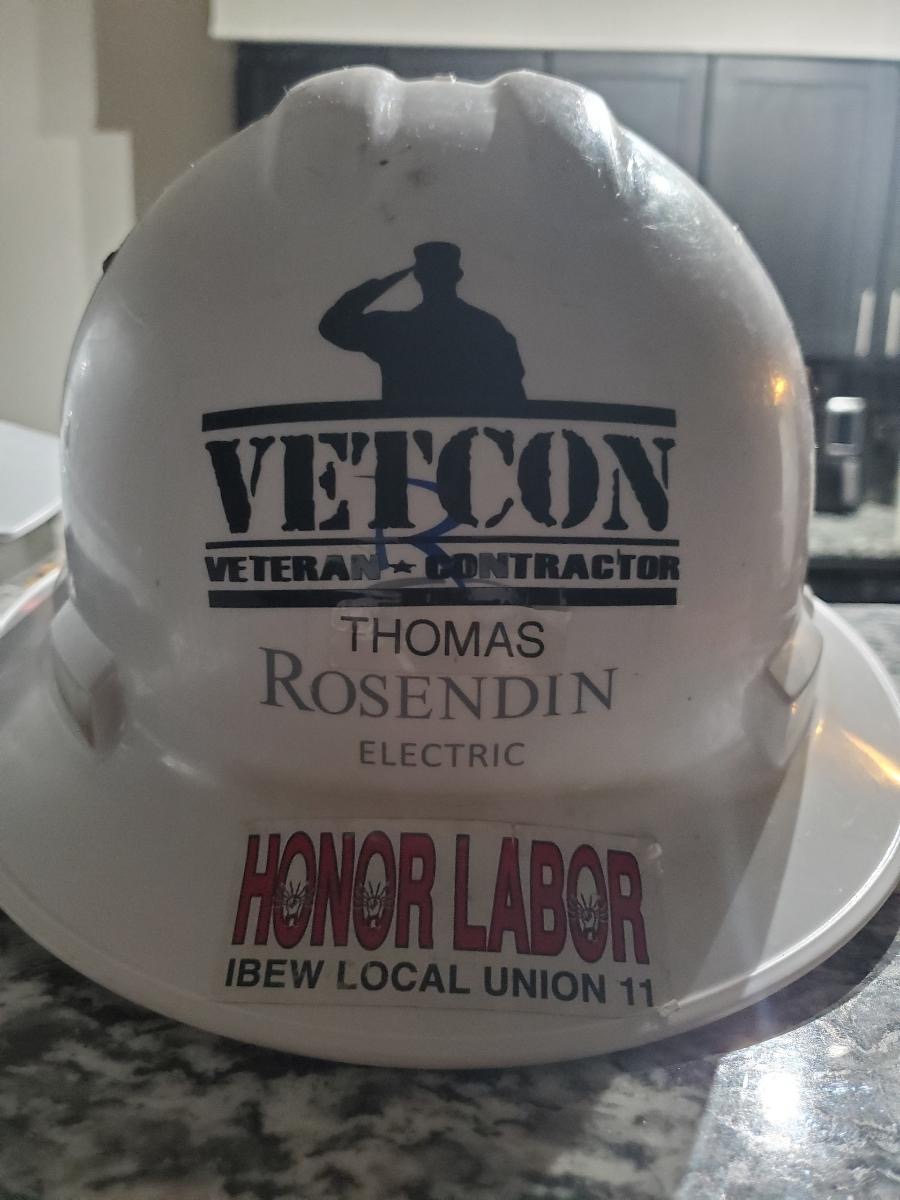 VETCON
VETERAN ★ CONTRACTOR
THOMAS
ROSENDIN
ELECTRIC
HONOR LABOR
IBEW LOCAL UNION 11